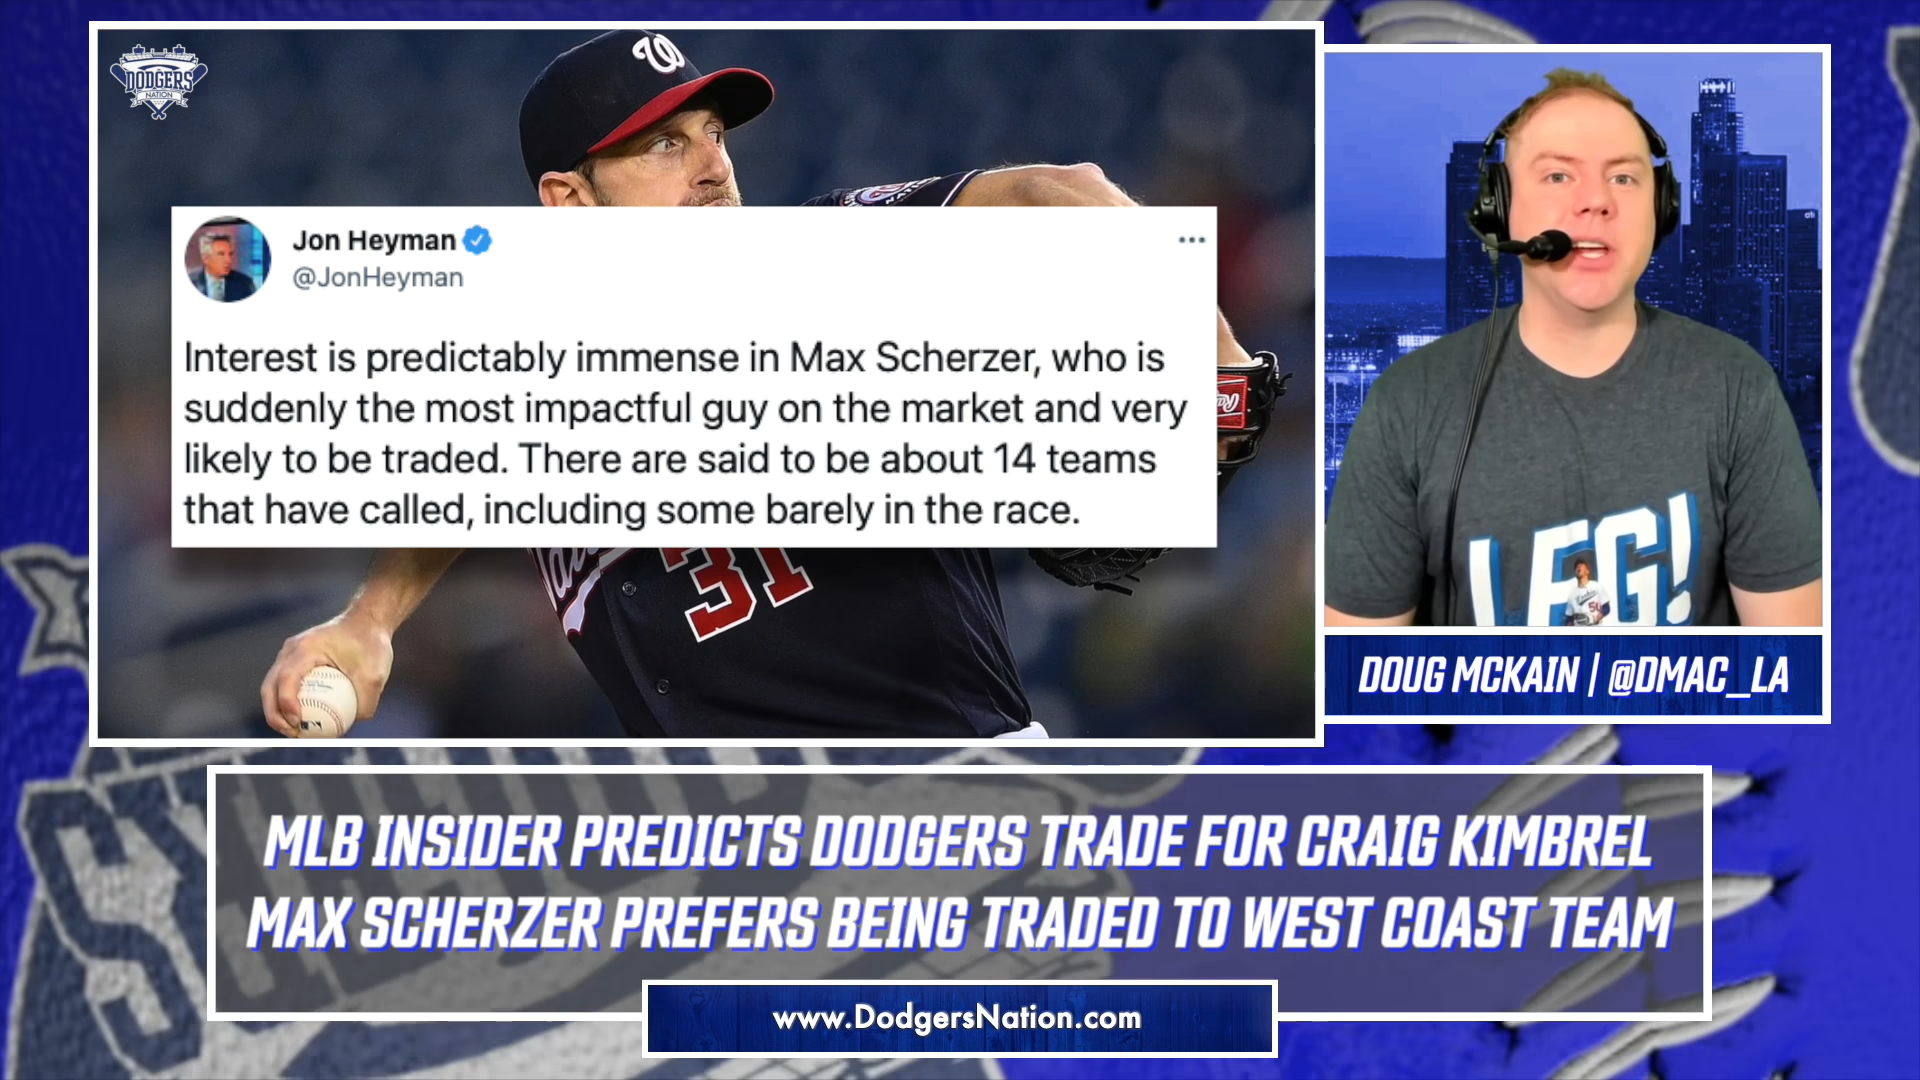 DODGERS
NATION
Jon Heyman
@JonHeyman
Interest is predictably immense in Max Scherzer, who is
suddenly the most impactful guy on the market and very
likely to be traded. There are said to be about 14 teams
that have called, including some barely in the race.
31
LFG!
DOUG MCKAIN | @DMAC_LA
MLB INSIDER PREDICTS DODGERS TRADE FOR CRAIG KIMBREL
MAX SCHERZER PREFERS BEING TRADED TO WEST COAST TEAM
www.DodgersNation.com